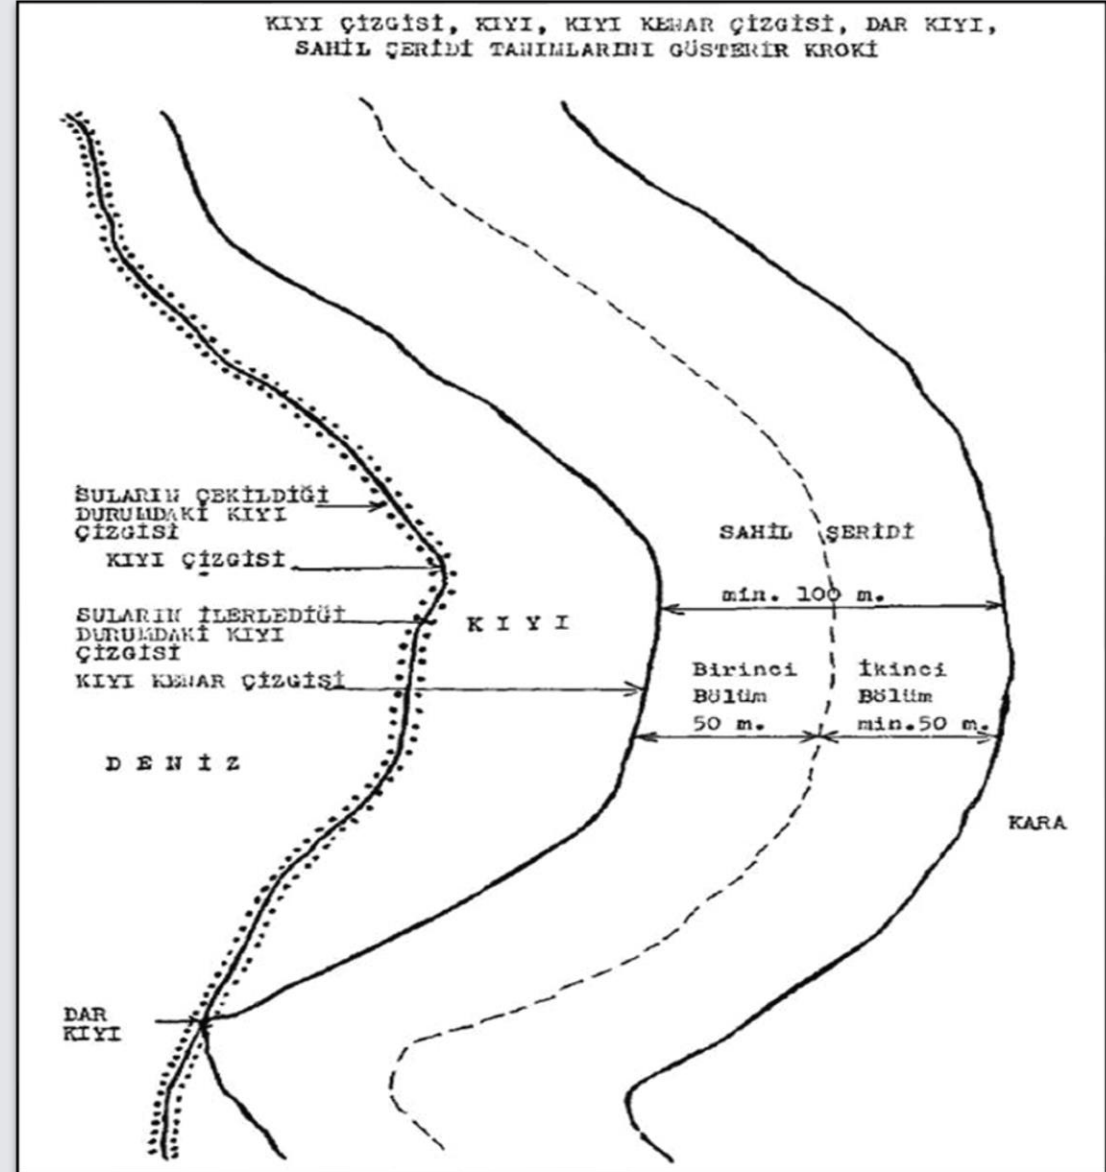 KIYI ÇİZGİSİ, KIYI, KIYI KENAR ÇİZGİSİ, DAR KIYI,
SAHİL ŞERİDİ TANIMLARINI GÖSTERİR KROKİ
SULARIN ÇEKİLDİĞİ
DURUMDAKİ KIYI
ÇİZGİSİ
KIYI ÇİZGİSİ
SULARIN İLERLEDİĞİ
DURUMDAKİ KIYI
ÇİZGİSİ
KIYI KENAR ÇİZGİSİ
KIYI
DENİZ
SAHİL ŞERİDİ
min. 100 m.
Birinci
Bölüm
50 m.
İkinci
Bölüm
min.50 m.
KARA
DAR
KIYI